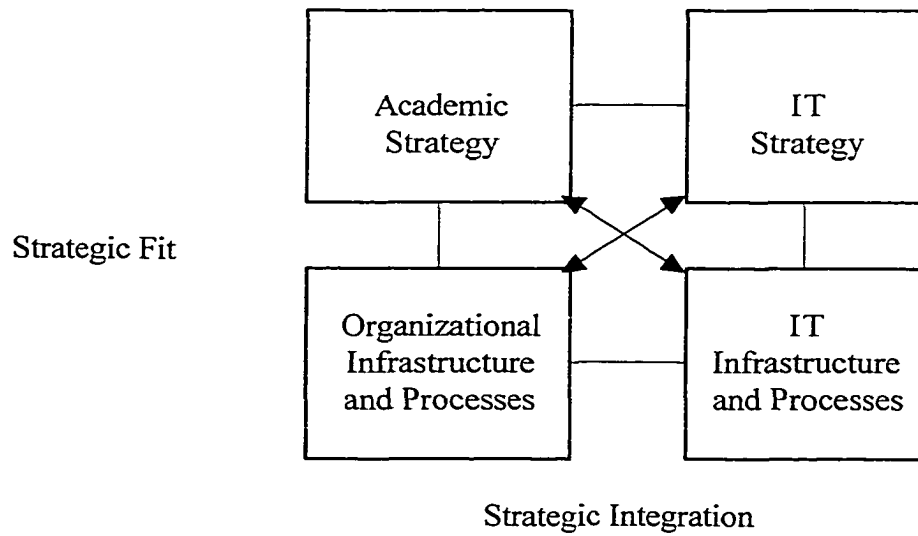 Academic
Strategy
IT
Strategy
Strategic Fit
Organizational
Infrastructure
and Processes
IT
Infrastructure
and Processes
Strategic Integration